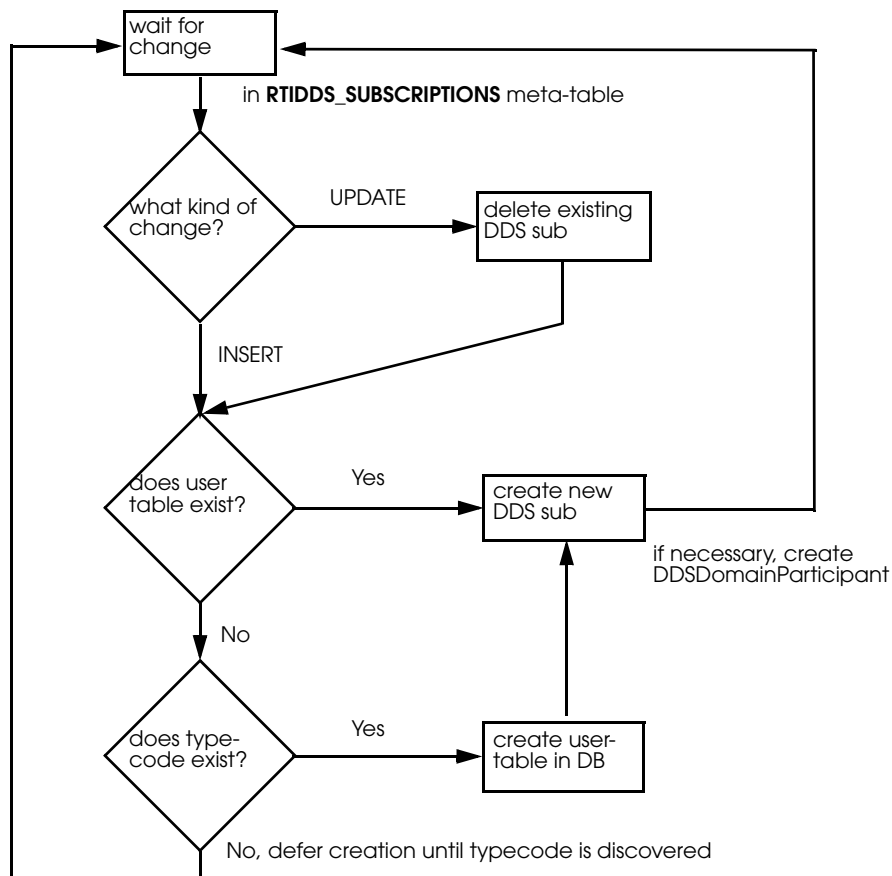 wait for
change
in RTIDDS_SUBSCRIPTIONS meta-table
what kind of
change?
UPDATE
delete existing
DDS sub
INSERT
does user
table exist?
Yes
create new
DDS sub
if necessary, create
DDSDomainParticipant
No
does type-
code exist?
Yes
create user-
table in DB
No, defer creation until typecode is discovered